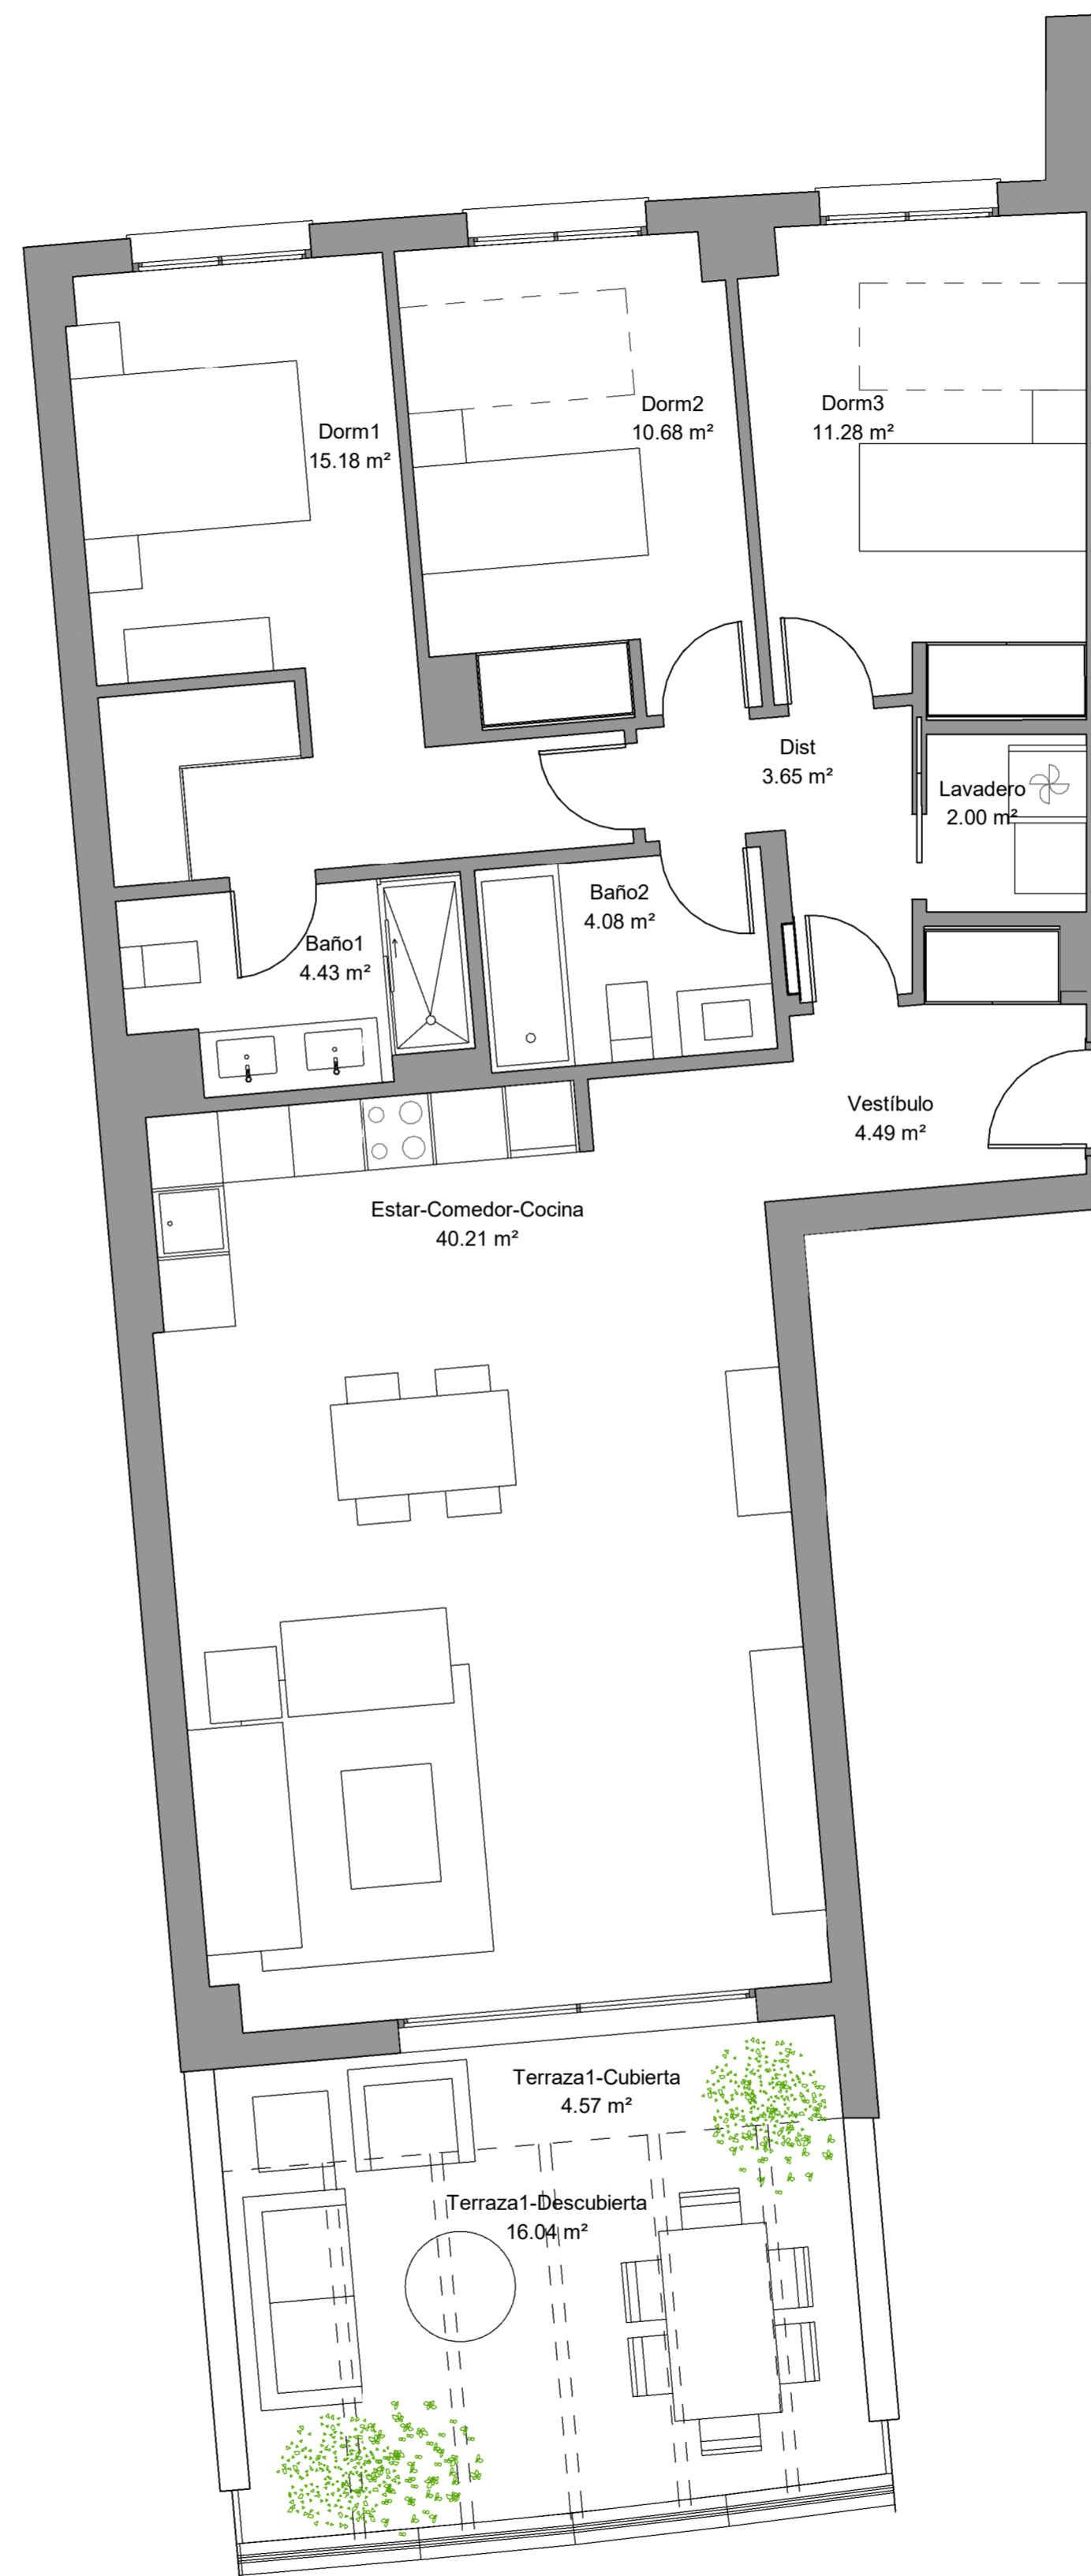 Dorm1
15.18 m²
Dorm2
10.68 m²
Dorm3
11.28 m²
Dist
3.65 m²
Lavadero
2.00 m²
Baño1
4.43 m²
Baño2
4.08 m²
Vestíbulo
4.49 m²
Estar-Comedor-Cocina
40.21 m²
Terraza1-Cubierta
4.57 m²
Terraza1-Descubierta
16.04 m²